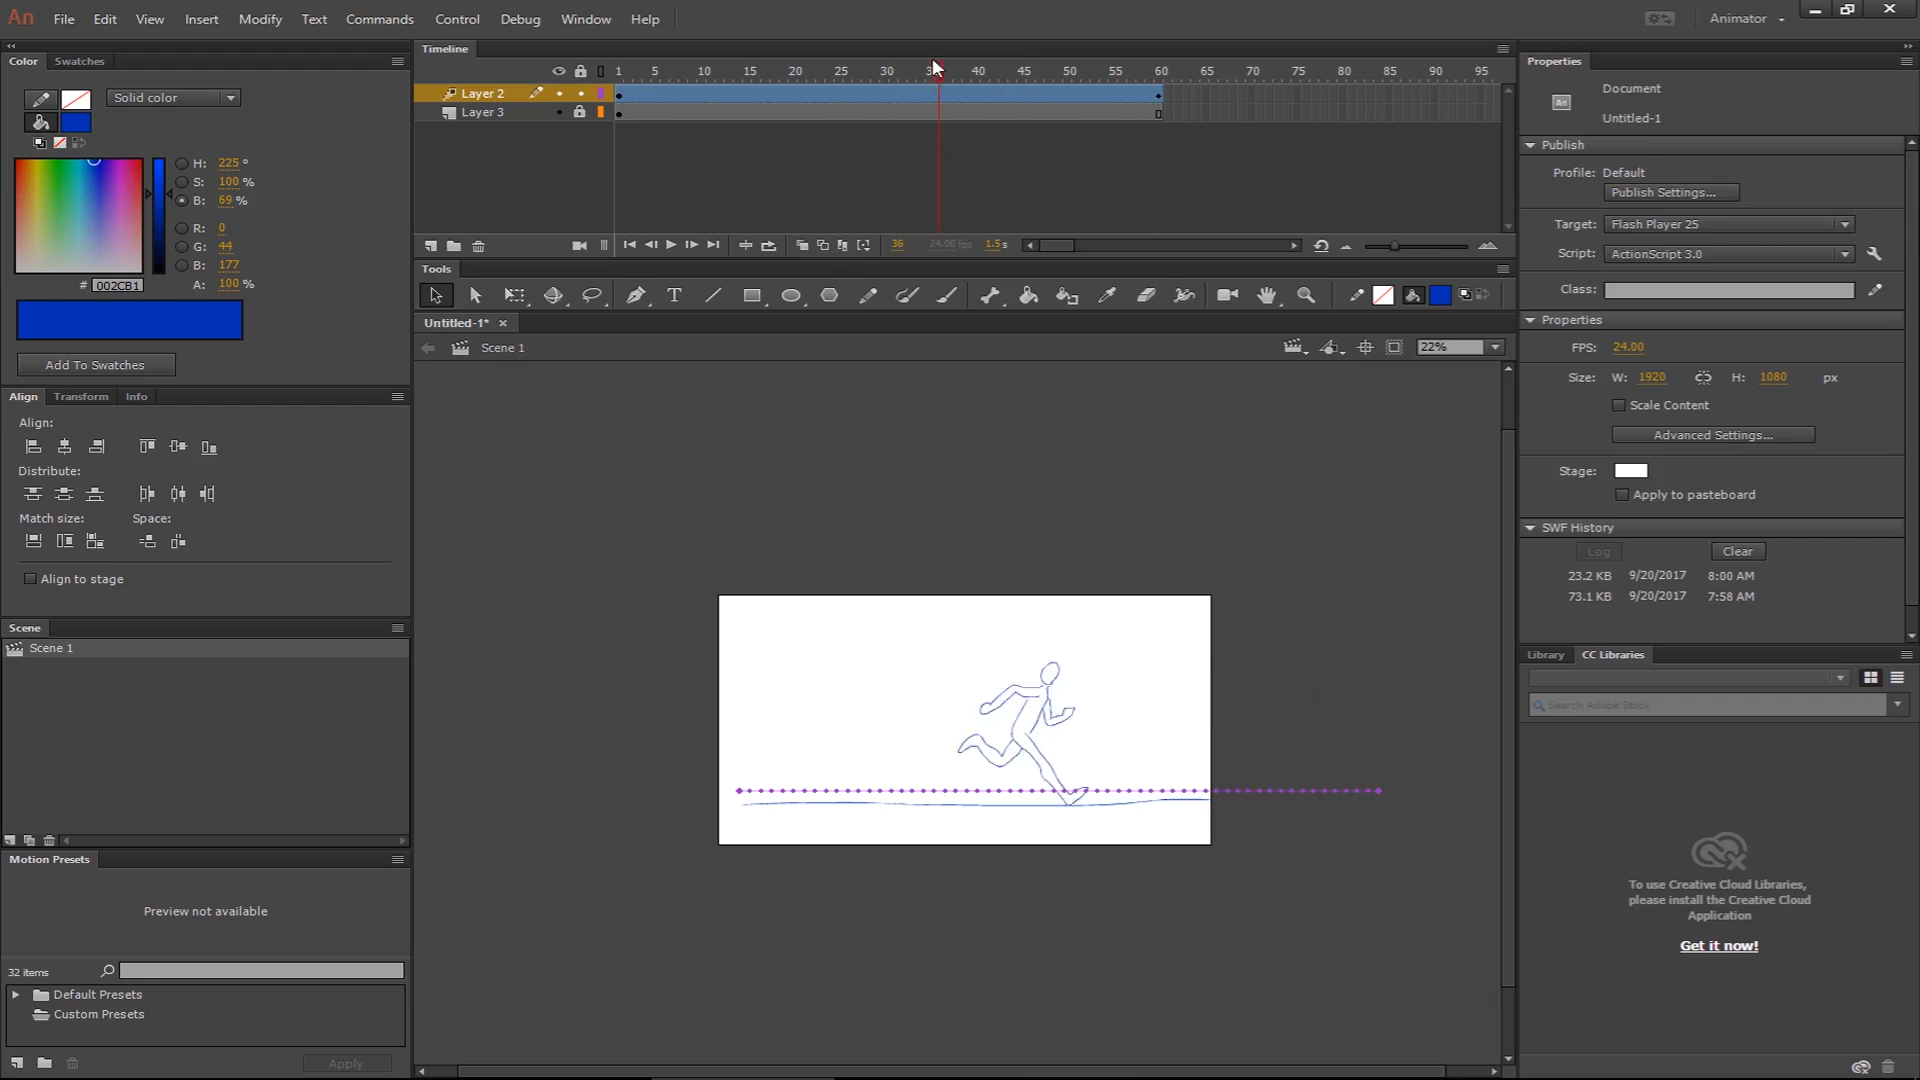 An File Edit View Insert Modify Text Commands Control Debug Window Help Animator
Color Swatches
Solid color
H: 225 °
S: 100 %
B: 69 %
R: 0
G: 44
B: 177
# 002CB1 A: 100 %
Add To Swatches
Align Transform Info
Align:
Distribute:
Match size: Space:
Align to stage
Scene
Scene 1
Motion Presets
Preview not available
32 items
Default Presets
Custom Presets
Apply
Timeline
1 5 10 15 20 25 30 40 45 50 55 60 65 70 75 80 85 90 95
Layer 2
Layer 3
36 24.00 fps 1.5 s
Tools
Untitled-1*
Scene 1 22%
Properties
Document
An
Untitled-1
Publish
Profile: Default
Publish Settings...
Target: Flash Player 25
Script: ActionScript 3.0
Class:
Properties
FPS: 24.00
Size: W: 1920 H: 1080 px
Scale Content
Advanced Settings...
Stage:
Apply to pasteboard
SWF History
Log Clear
23.2 KB 9/20/2017 8:00 AM
73.1 KB 9/20/2017 7:58 AM
Library CC Libraries
Search Adobe Stock
To use Creative Cloud Libraries,
please install the Creative Cloud
Application
Get it now!